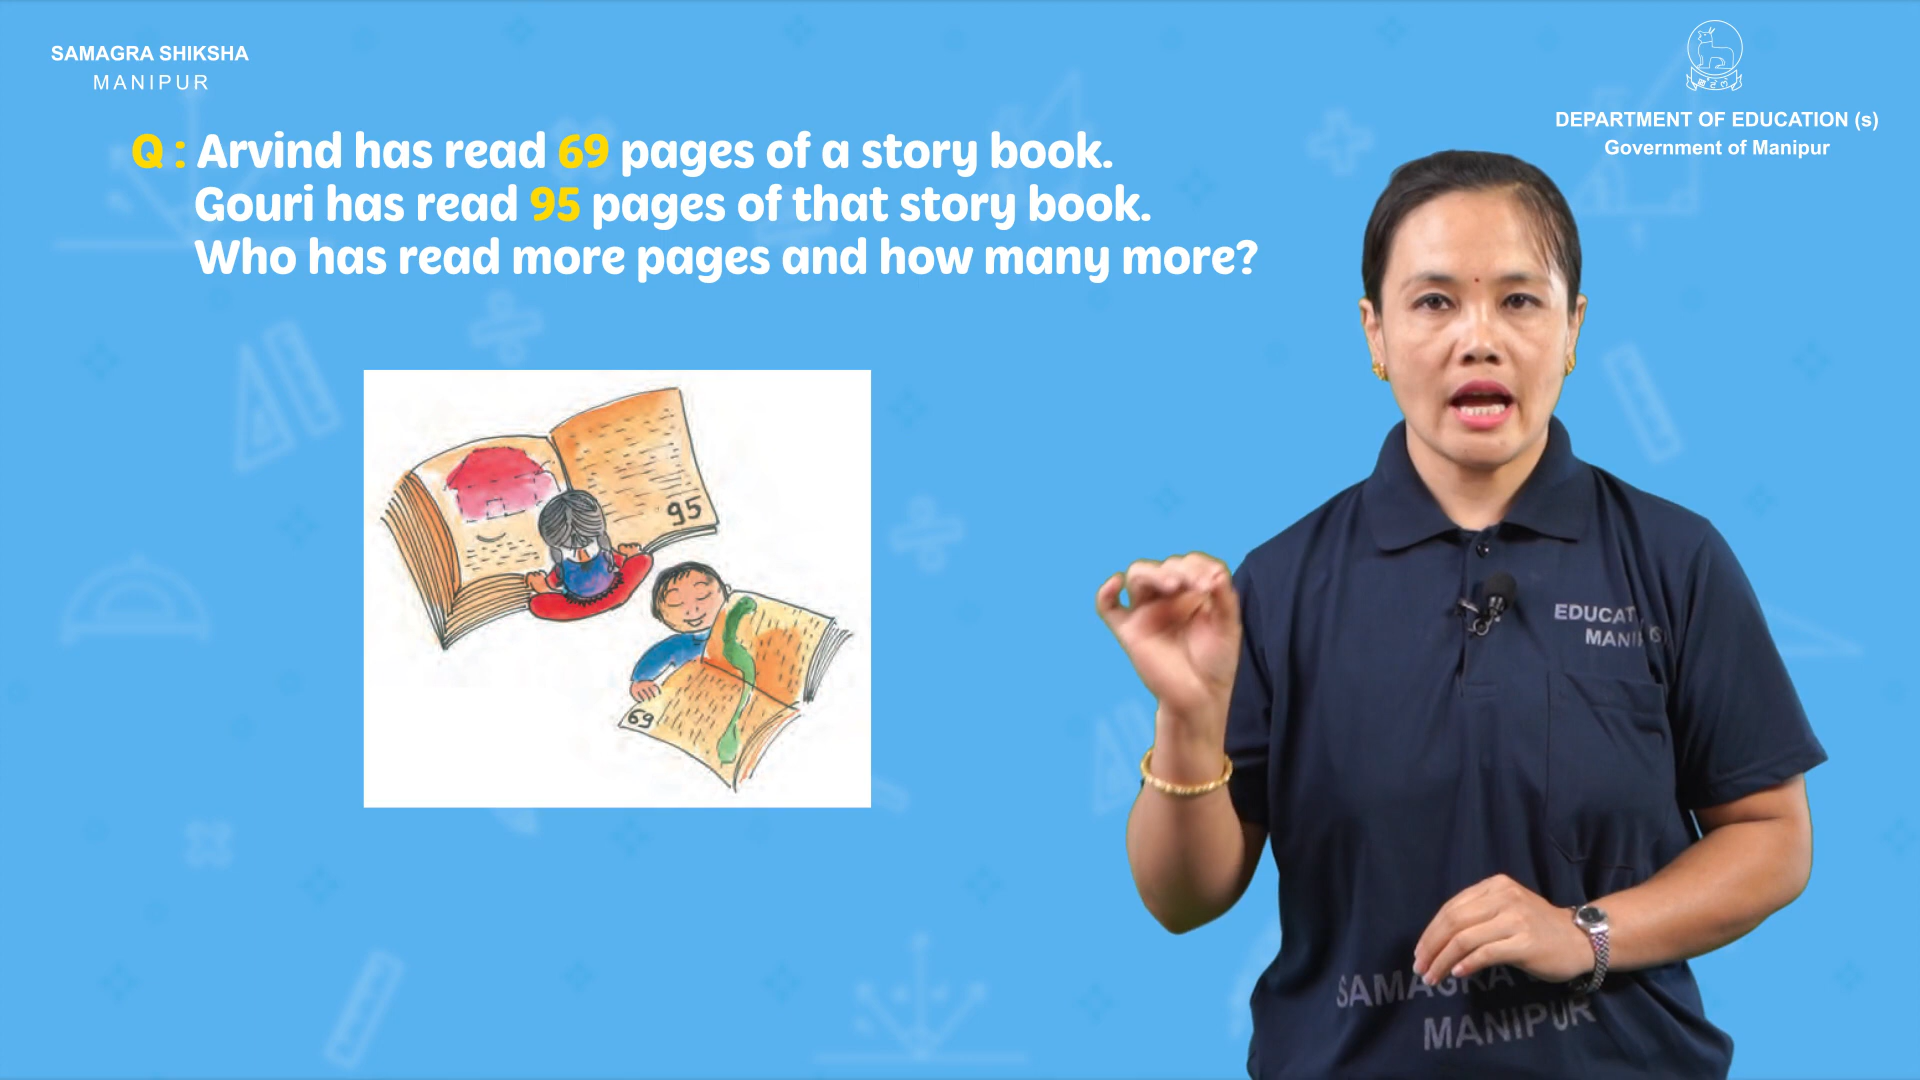 SAMAGRA SHIKSHA
MANIPUR
DEPARTMENT OF EDUCATION (s)
Government of Manipur
Q : Arvind has read 69 pages of a story book.
Gouri has read 95 pages of that story book.
Who has read more pages and how many more?
95
69
MANIPUR